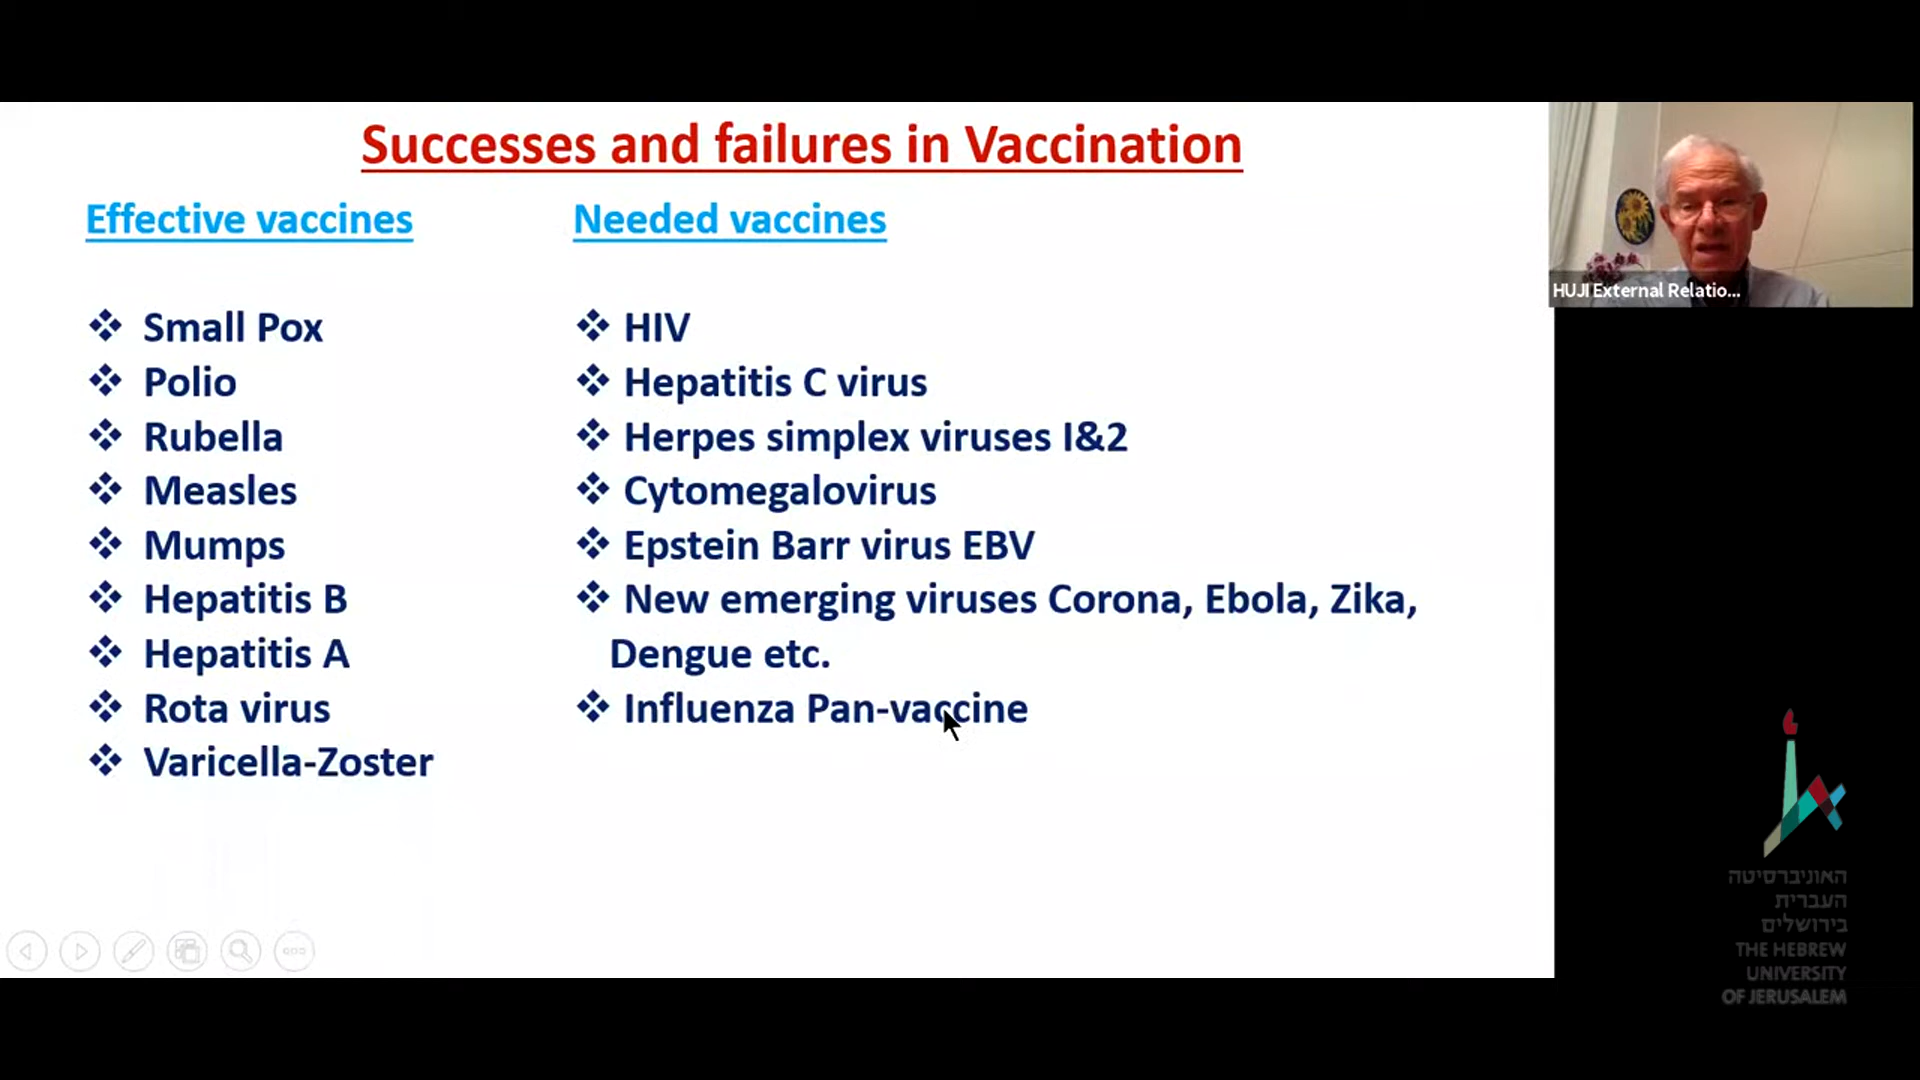 Successes and failures in Vaccination
Effective vaccines
Small Pox
Polio
Rubella
Measles
Mumps
Hepatitis B
Hepatitis A
Rota virus
Varicella-Zoster
Needed vaccines
HIV
Hepatitis C virus
Herpes simplex viruses I&2
Cytomegalovirus
Epstein Barr virus EBV
New emerging viruses Corona, Ebola, Zika,
Dengue etc.
Influenza Pan-vaccine
HUJI External Relatio...
האוניברסיטה
העברית
בירושלים
THE HEBREW
UNIVERSITY
OF JERUSALEM